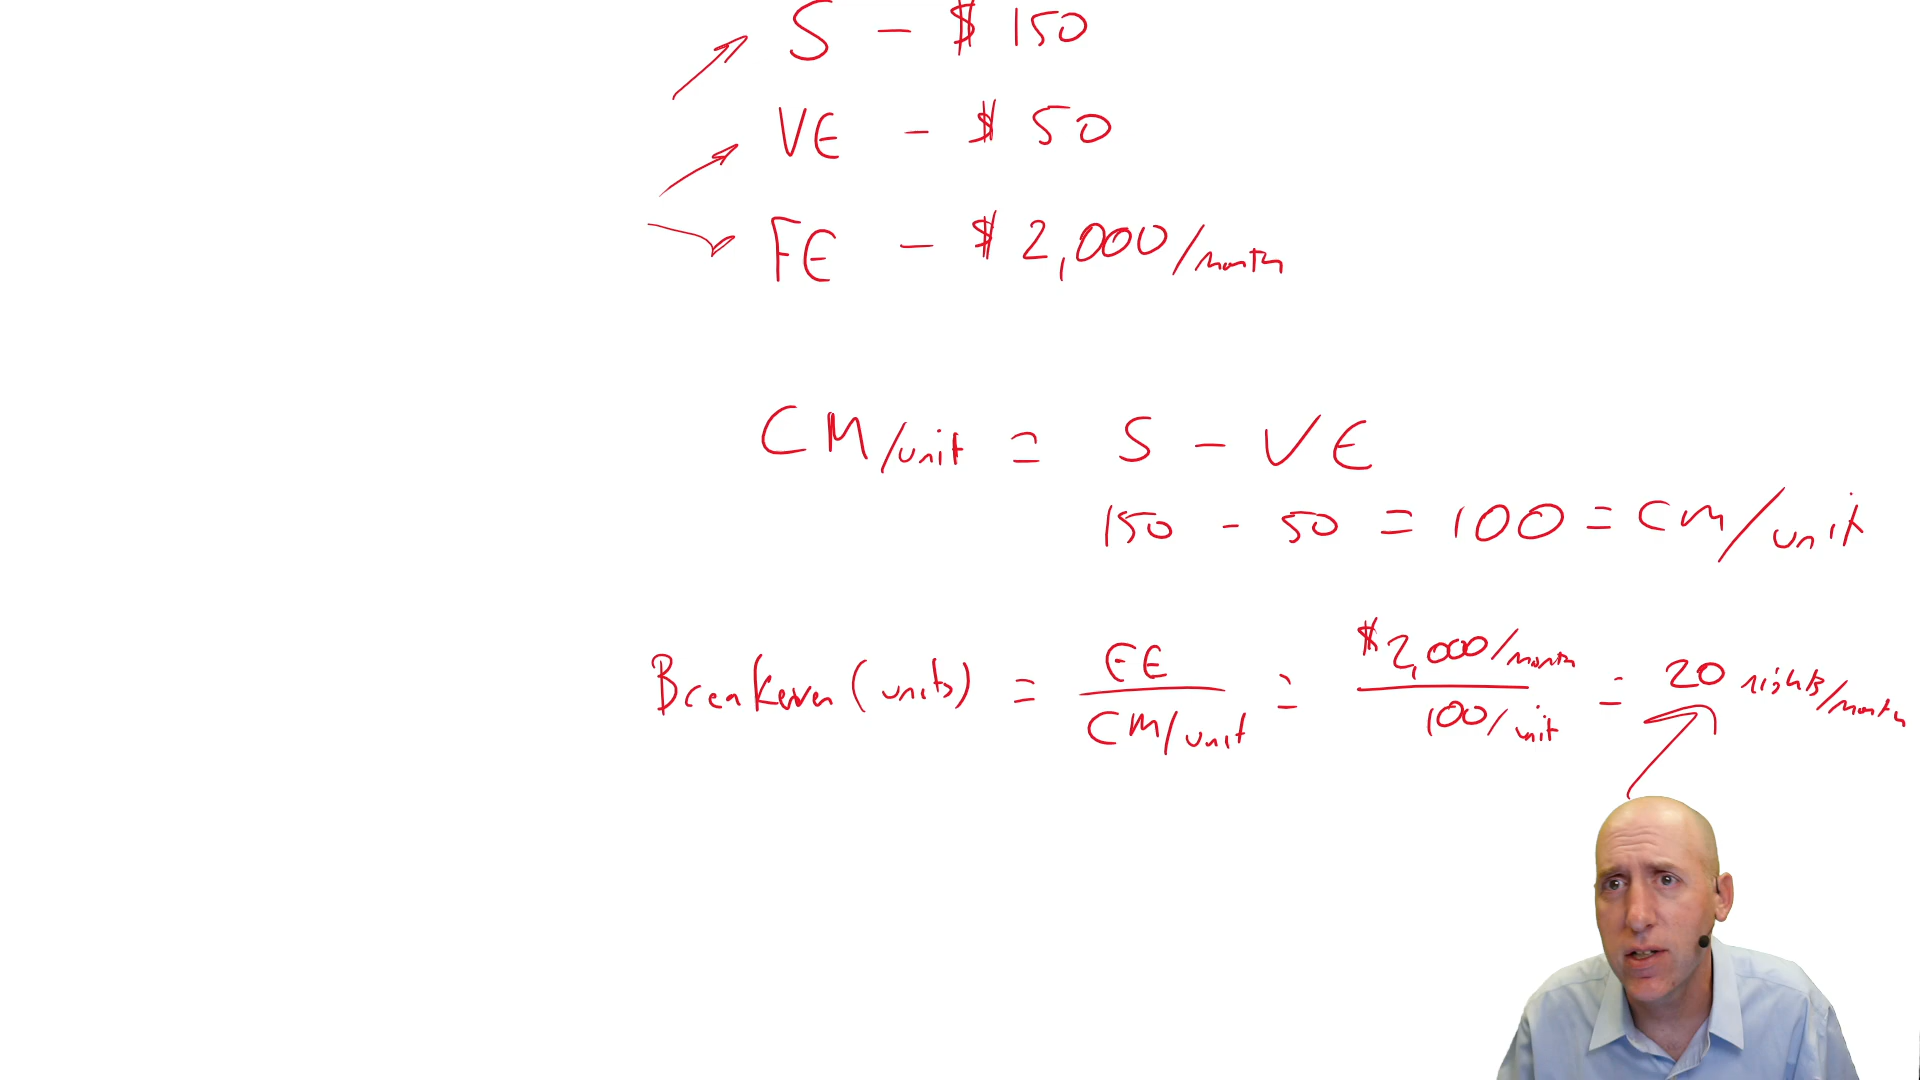 S - $ 150
VE - $ 50
FE - $ 2,000/month
CM/unit = S - VE
150 - 50 = 100 = CM/unit
Breakeven (units) = FE / CM/unit = $2,000/month / 100/unit = 20 nights/month